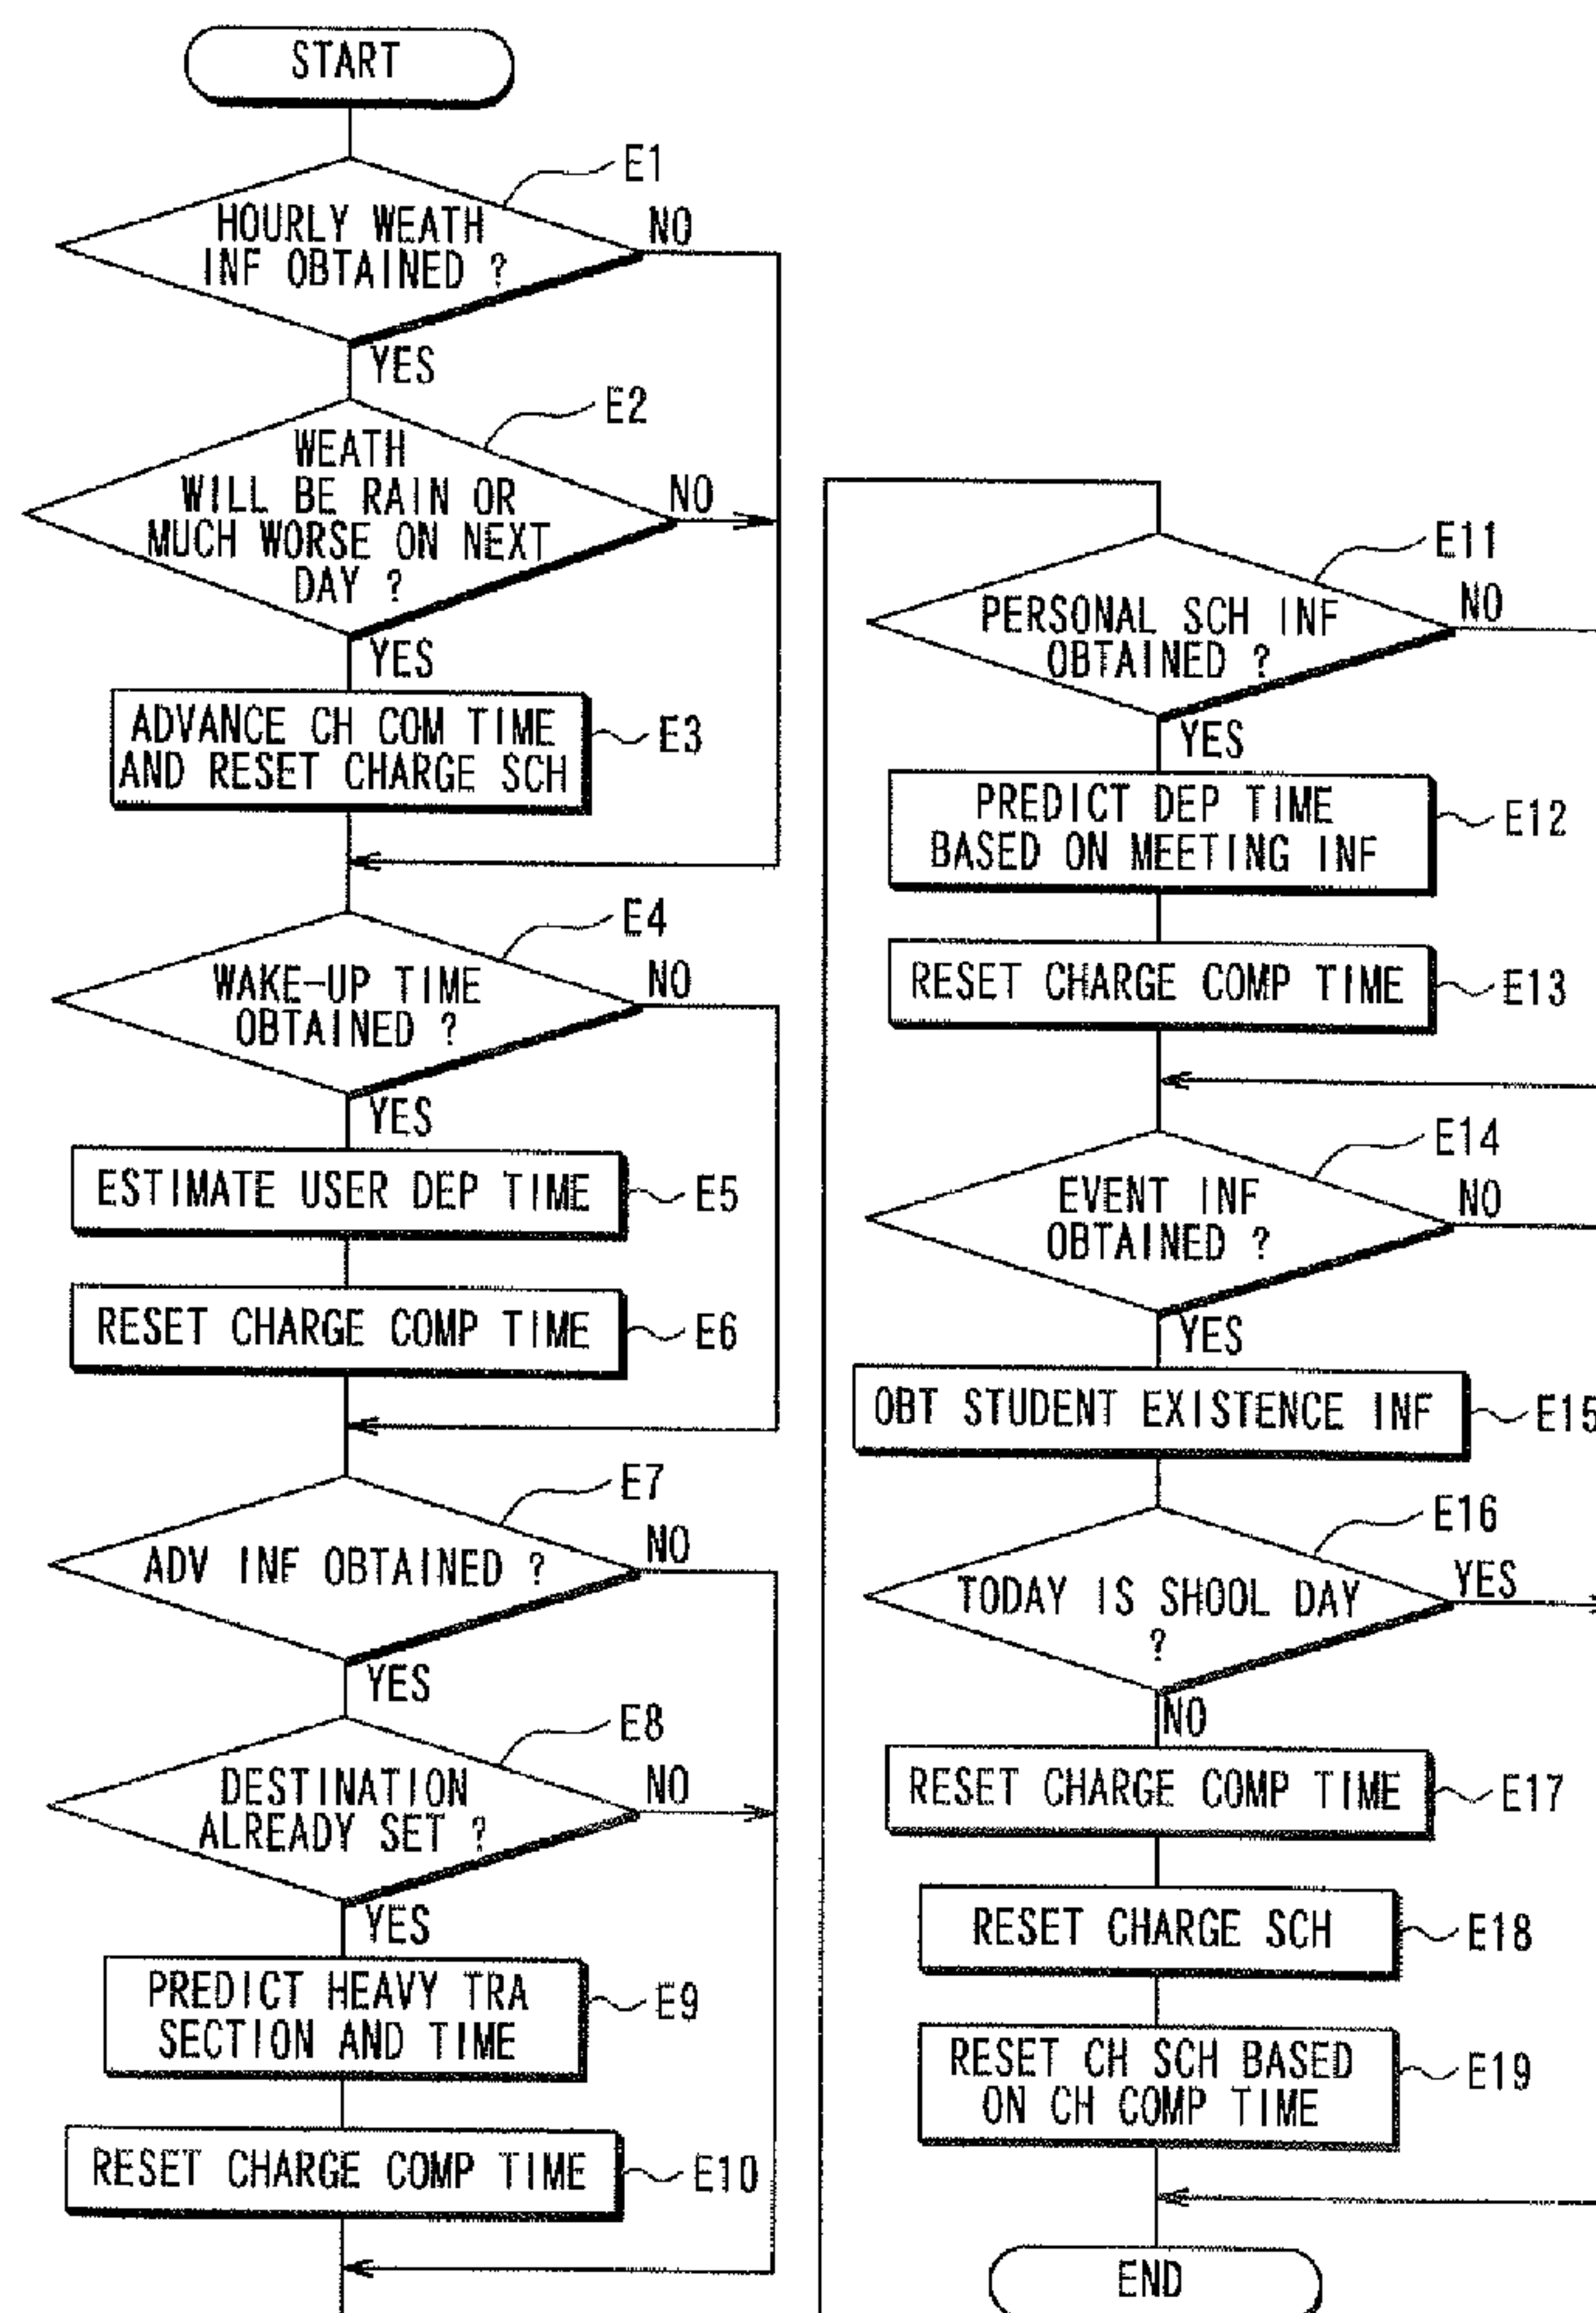 START
E1
HOURLY WEATH
INF OBTAINED ?
NO
YES
E2
WEATH
WILL BE RAIN OR
MUCH WORSE ON NEXT
DAY ?
NO
YES
ADVANCE CH COM TIME
AND RESET CHARGE SCH
E3
E4
WAKE-UP TIME
OBTAINED ?
NO
YES
ESTIMATE USER DEP TIME
E5
RESET CHARGE COMP TIME
E6
E7
ADV INF OBTAINED ?
NO
YES
E8
DESTINATION
ALREADY SET ?
NO
YES
PREDICT HEAVY TRA
SECTION AND TIME
E9
RESET CHARGE COMP TIME
E10
E11
PERSONAL SCH INF
OBTAINED ?
NO
YES
PREDICT DEP TIME
BASED ON MEETING INF
E12
RESET CHARGE COMP TIME
E13
E14
EVENT INF
OBTAINED ?
NO
YES
OBT STUDENT EXISTENCE INF
E15
E16
TODAY IS SHOOL DAY
?
YES
NO
RESET CHARGE COMP TIME
E17
RESET CHARGE SCH
E18
RESET CH SCH BASED
ON CH COMP TIME
E19
END